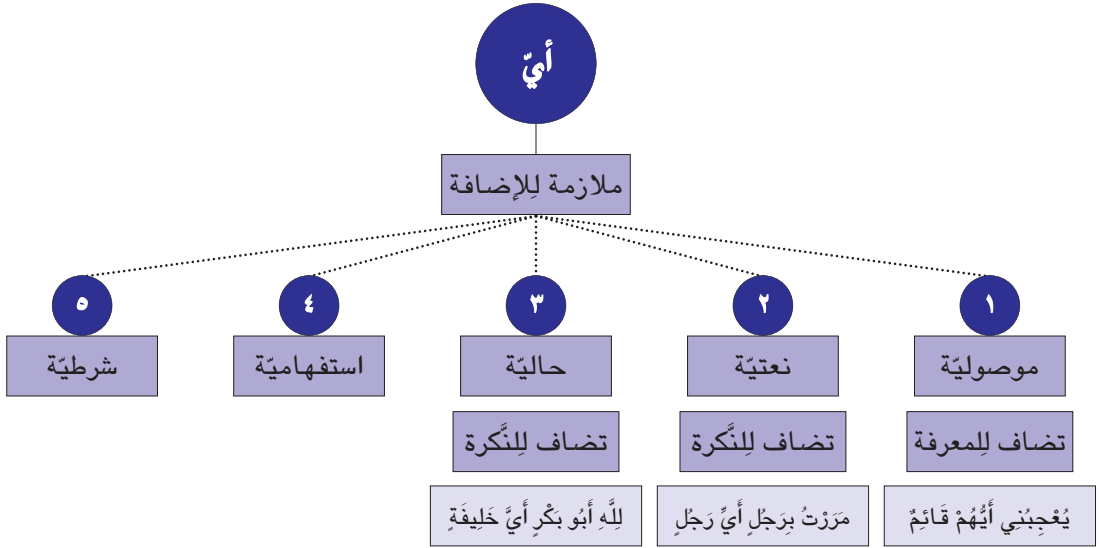 أيّ
ملازمة لِلإضافة
١
٢
٣
٤
٥
موصوليّة
نعتيّة
حاليّة
استفهاميّة
شرطيّة
تضاف لِلمعرفة
تضاف لِلنَّكرة
تضاف لِلنَّكرة
يُعْجِبُنِي أَيُّهُمْ قَائِمٌ
مَرَرْتُ بِرَجُلٍ أَيِّ رَجُلٍ
لِلَّهِ أَبُو بَكْرٍ أَيَّ خَلِيفَةٍ